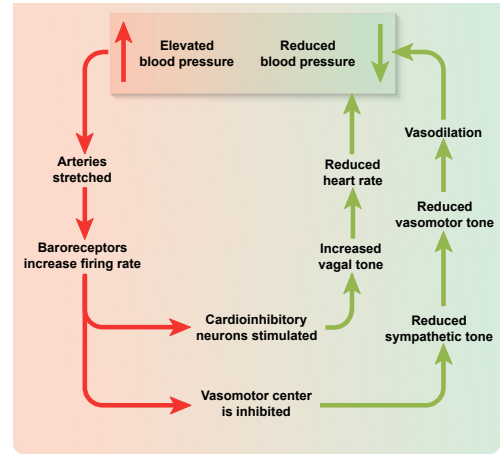 Elevated
blood pressure
Reduced
blood pressure
Arteries
stretched
Baroreceptors
increase firing rate
Cardioinhibitory
neurons stimulated
Vasomotor center
is inhibited
Increased
vagal tone
Reduced
heart rate
Reduced
sympathetic tone
Reduced
vasomotor tone
Vasodilation